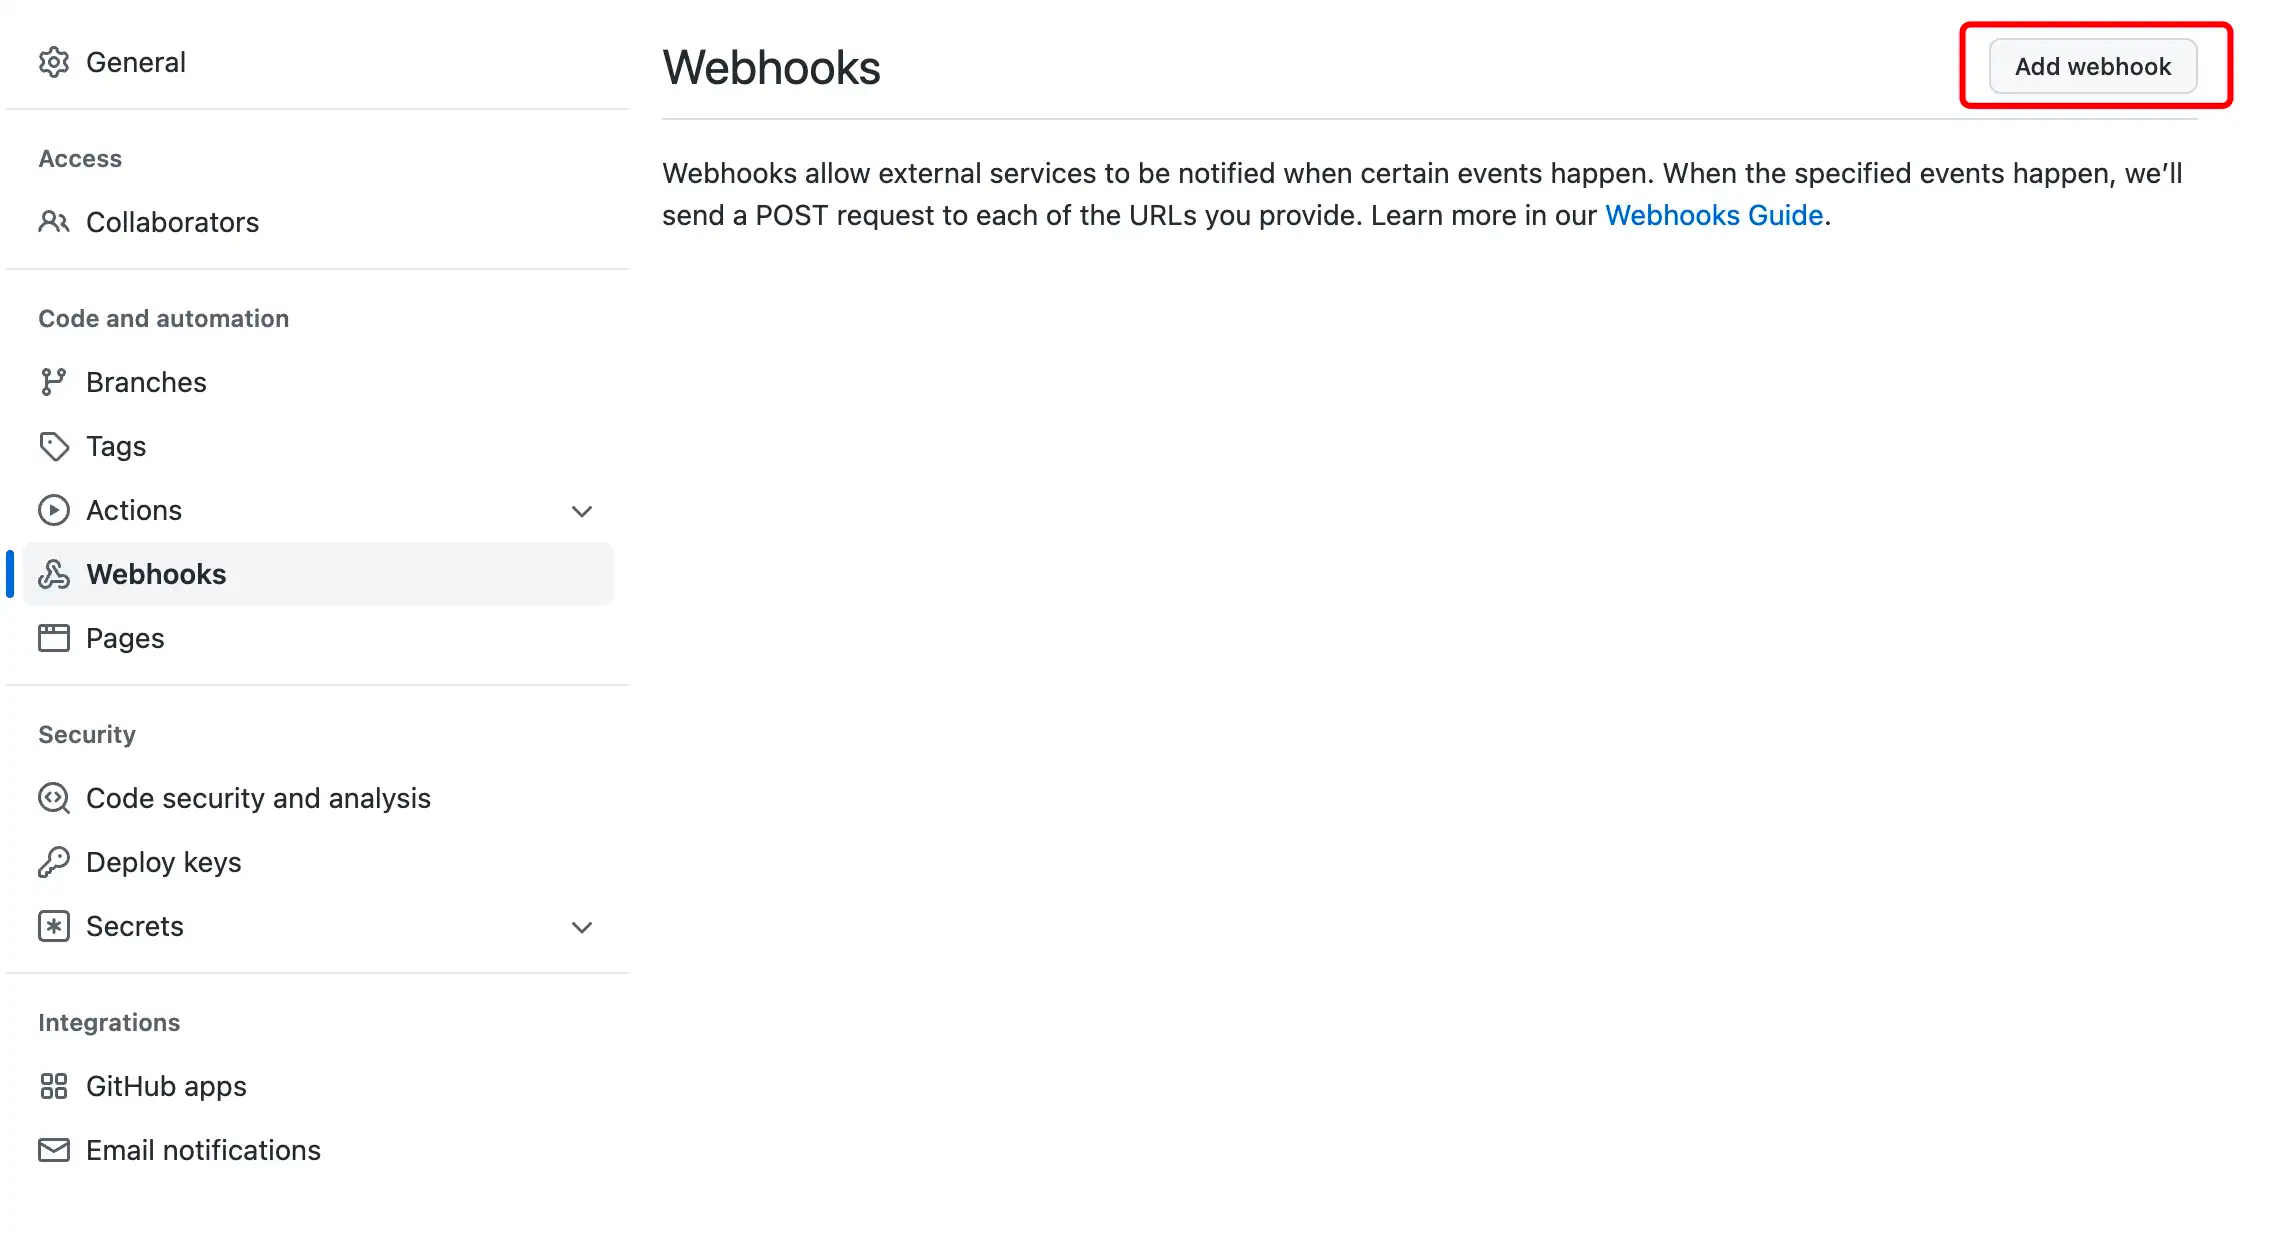 General
Access
Collaborators
Code and automation
Branches
Tags
Actions
Webhooks
Pages
Security
Code security and analysis
Deploy keys
Secrets
Integrations
GitHub apps
Email notifications
Webhooks
Add webhook
Webhooks allow external services to be notified when certain events happen. When the specified events happen, we’ll
send a POST request to each of the URLs you provide. Learn more in our Webhooks Guide.